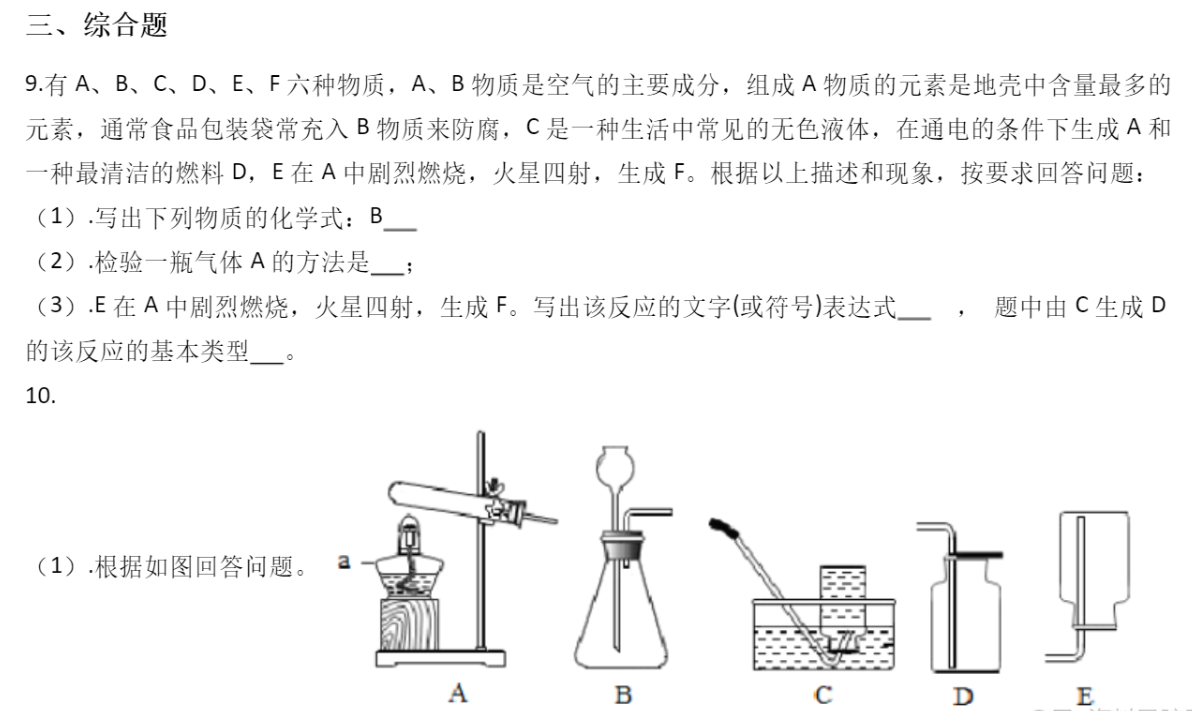 三、综合题
9.有 A、B、C、D、E、F 六种物质，A、B 物质是空气的主要成分，组成 A 物质的元素是地壳中含量最多的
元素，通常食品包装袋常充入 B 物质来防腐，C 是一种生活中常见的无色液体，在通电的条件下生成 A 和
一种最清洁的燃料 D，E 在 A 中剧烈燃烧，火星四射，生成 F。根据以上描述和现象，按要求回答问题：
（1）.写出下列物质的化学式：B___
（2）.检验一瓶气体 A 的方法是___；
（3）.E 在 A 中剧烈燃烧，火星四射，生成 F。写出该反应的文字(或符号)表达式___ ， 题中由 C 生成 D
的该反应的基本类型___。
10.
（1）.根据如图回答问题。
a
A B C D E